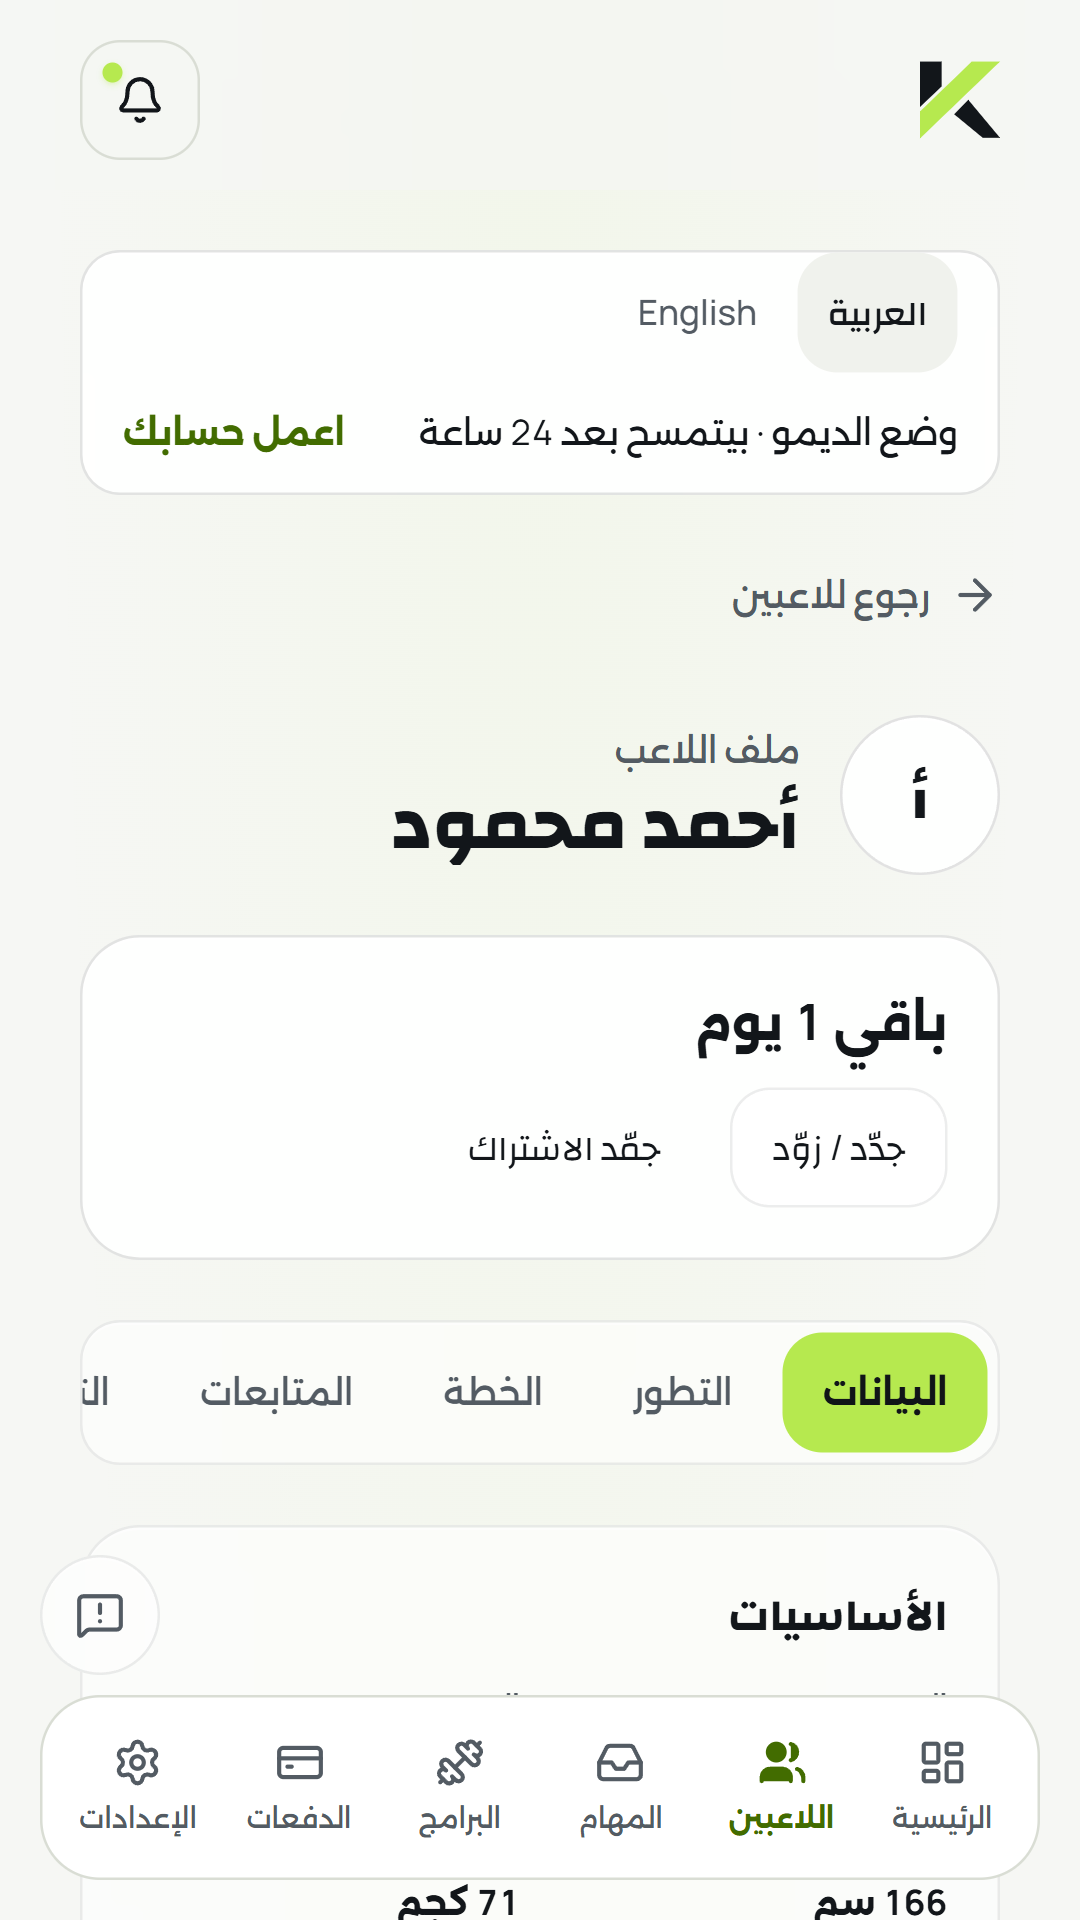 العربية English
وضع الديمو · بيتمسح بعد 24 ساعة اعمل حسابك
رجوع للاعبين
أ
ملف اللاعب
أحمد محمود
باقي 1 يوم
جدّد / زوّد جمّد الاشتراك
البيانات التطور الخطة المتابعات
الأساسيات
الرئيسية اللاعبين المهام البرامج الدفعات الإعدادات
166 سم 71 كجم